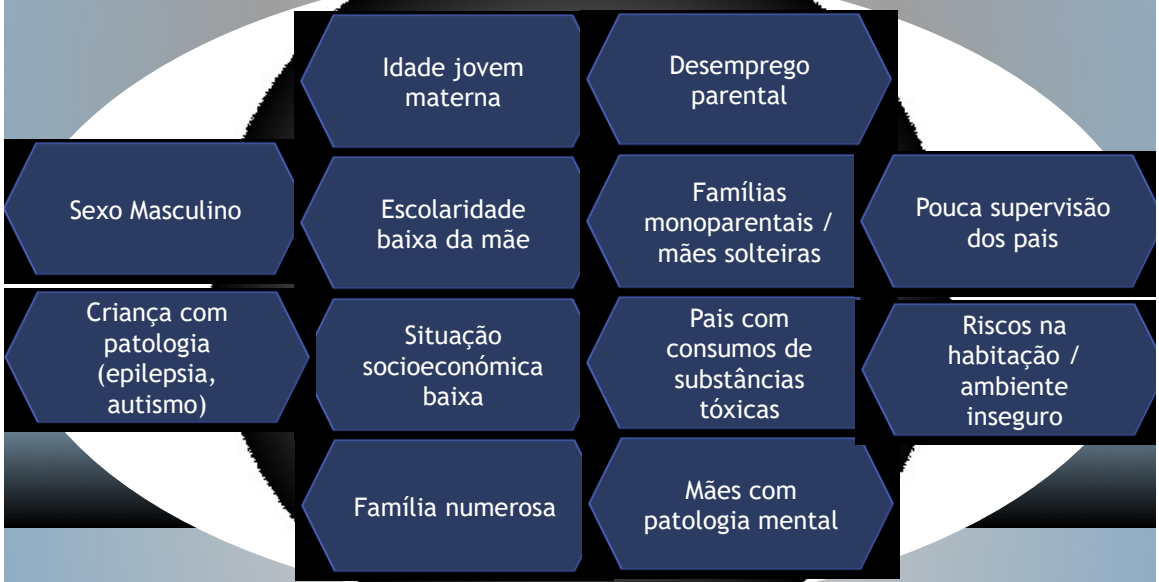 Idade jovem
materna
Desemprego
parental
Sexo Masculino
Escolaridade
baixa da mãe
Famílias
monoparentais /
mães solteiras
Pouca supervisão
dos pais
Criança com
patologia
(epilepsia,
autismo)
Situação
socioeconómica
baixa
Pais com
consumos de
substâncias
tóxicas
Riscos na
habitação /
ambiente
inseguro
Família numerosa
Mães com
patologia mental